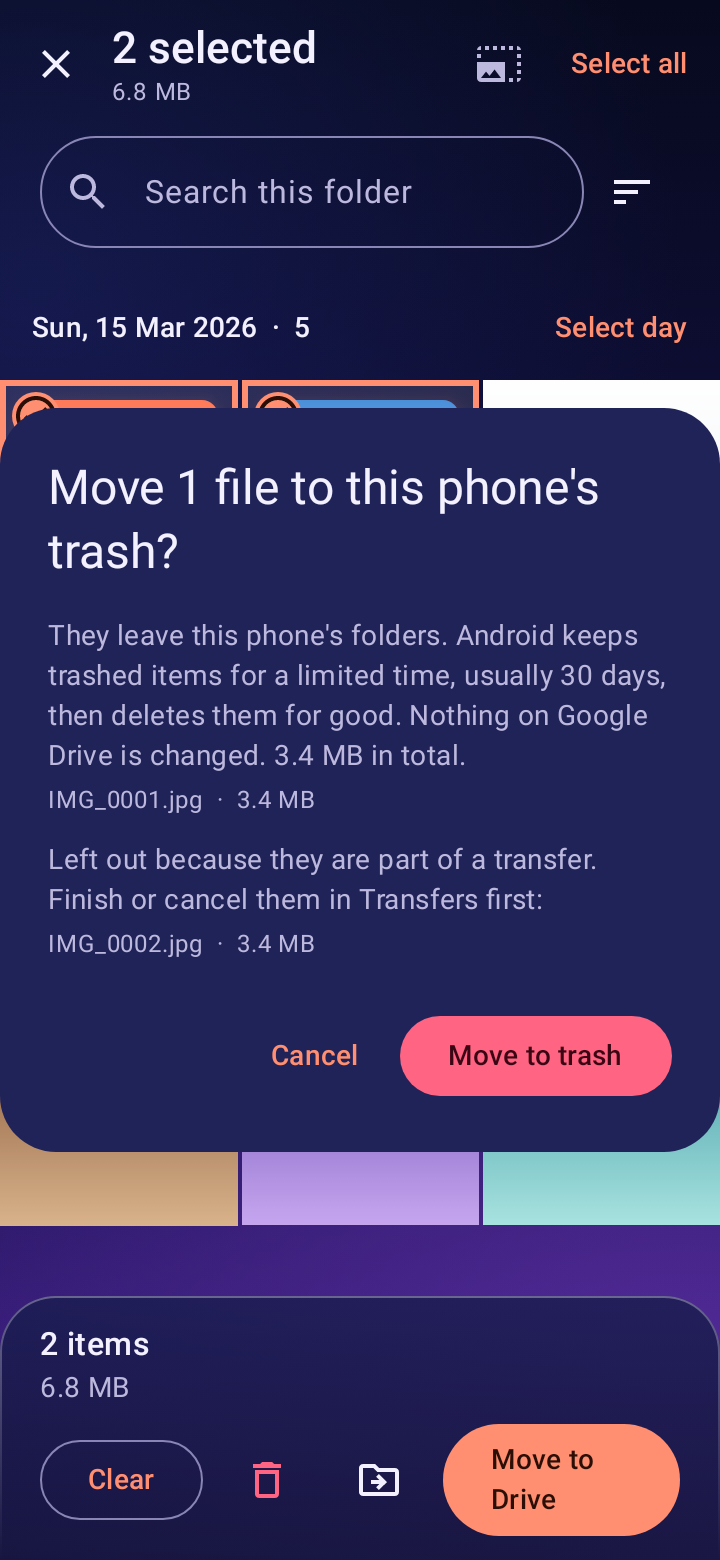 2 selected
6.8 MB
Select all
Search this folder
Sun, 15 Mar 2026 · 5
Select day
Move 1 file to this phone's
trash?
They leave this phone's folders. Android keeps
trashed items for a limited time, usually 30 days,
then deletes them for good. Nothing on Google
Drive is changed. 3.4 MB in total.
IMG_0001.jpg · 3.4 MB
Left out because they are part of a transfer.
Finish or cancel them in Transfers first:
IMG_0002.jpg · 3.4 MB
Cancel
Move to trash
2 items
6.8 MB
Clear
Move to
Drive